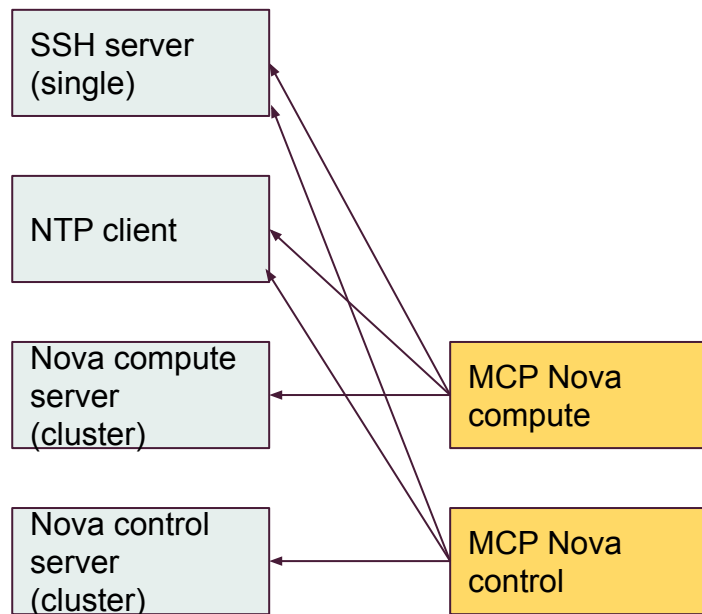 SSH server
(single)
NTP client
Nova compute
server
(cluster)
MCP Nova
compute
Nova control
server
(cluster)
MCP Nova
control